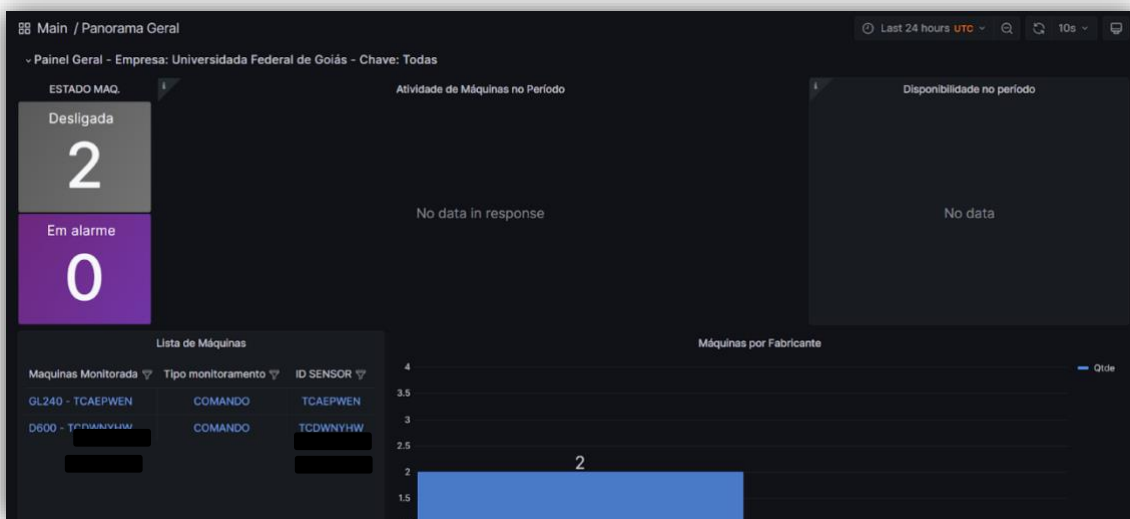 Main / Panorama Geral
Last 24 hours UTC
10s
Painel Geral - Empresa: Universidada Federal de Goiás - Chave: Todas
ESTADO MAQ.
Desligada
2
Em alarme
0
i
Atividade de Máquinas no Período
No data in response
i
Disponibilidade no período
No data
Lista de Máquinas
Maquinas Monitorada Tipo monitoramento ID SENSOR
GL240 - TCAEPWEN COMANDO TCAEPWEN
D600 - TCDWNYHW COMANDO TCDWNYHW
Máquinas por Fabricante
4
3.5
3
2.5
2
1.5
2
Qtde